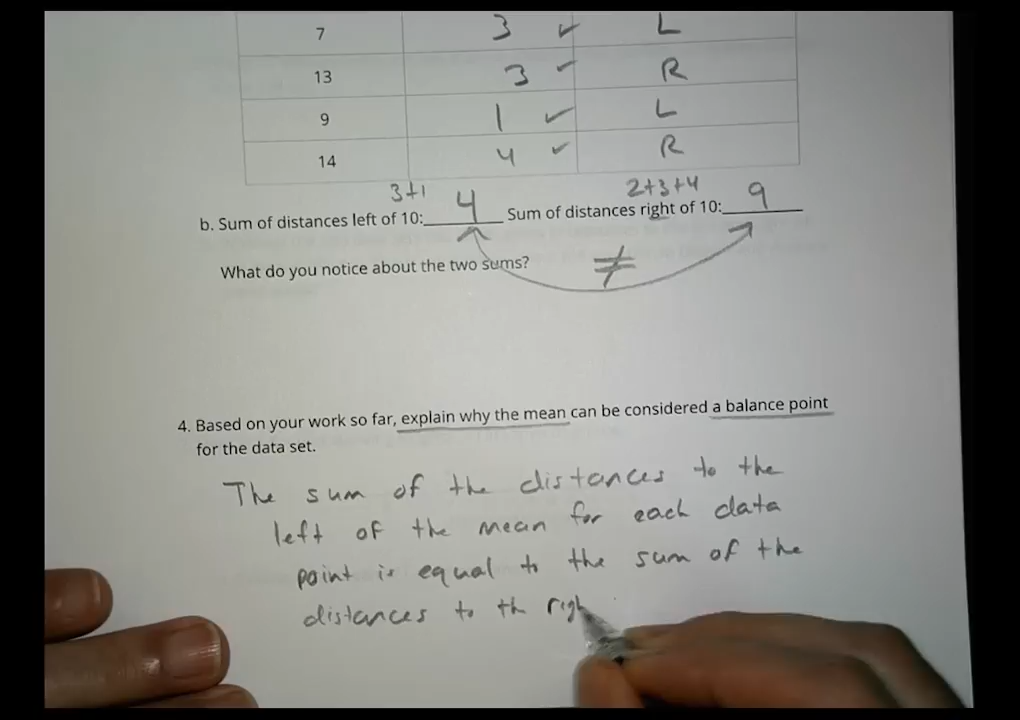 7 3 ✓ L
13 3 ✓ R
9 1 ✓ L
14 4 ✓ R
3+1 2+3+4
b. Sum of distances left of 10: 4 Sum of distances right of 10: 9
What do you notice about the two sums? ≠
4. Based on your work so far, explain why the mean can be considered a balance point
for the data set.
The sum of the distances to the
left of the mean for each data
point is equal to the sum of the
distances to th righ